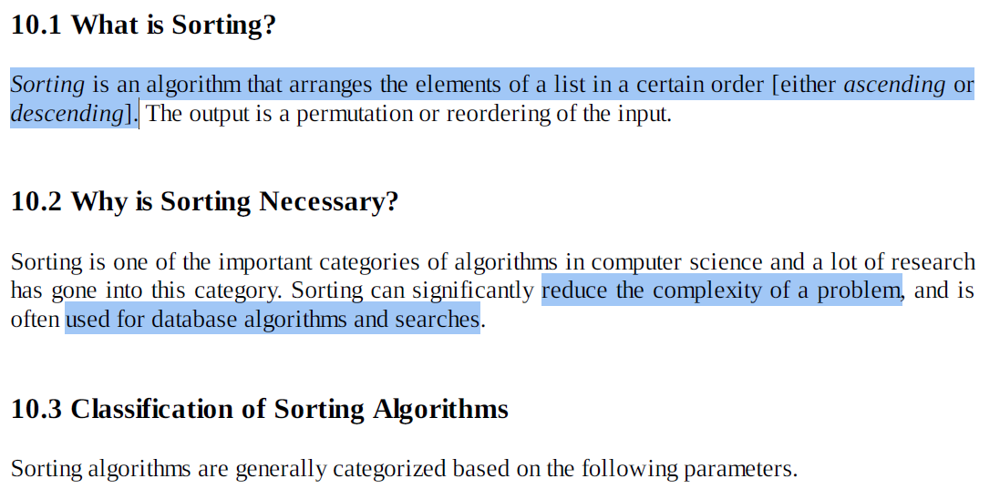 10.1 What is Sorting?
Sorting is an algorithm that arranges the elements of a list in a certain order [either ascending or
descending]. The output is a permutation or reordering of the input.
10.2 Why is Sorting Necessary?
Sorting is one of the important categories of algorithms in computer science and a lot of research
has gone into this category. Sorting can significantly reduce the complexity of a problem, and is
often used for database algorithms and searches.
10.3 Classification of Sorting Algorithms
Sorting algorithms are generally categorized based on the following parameters.